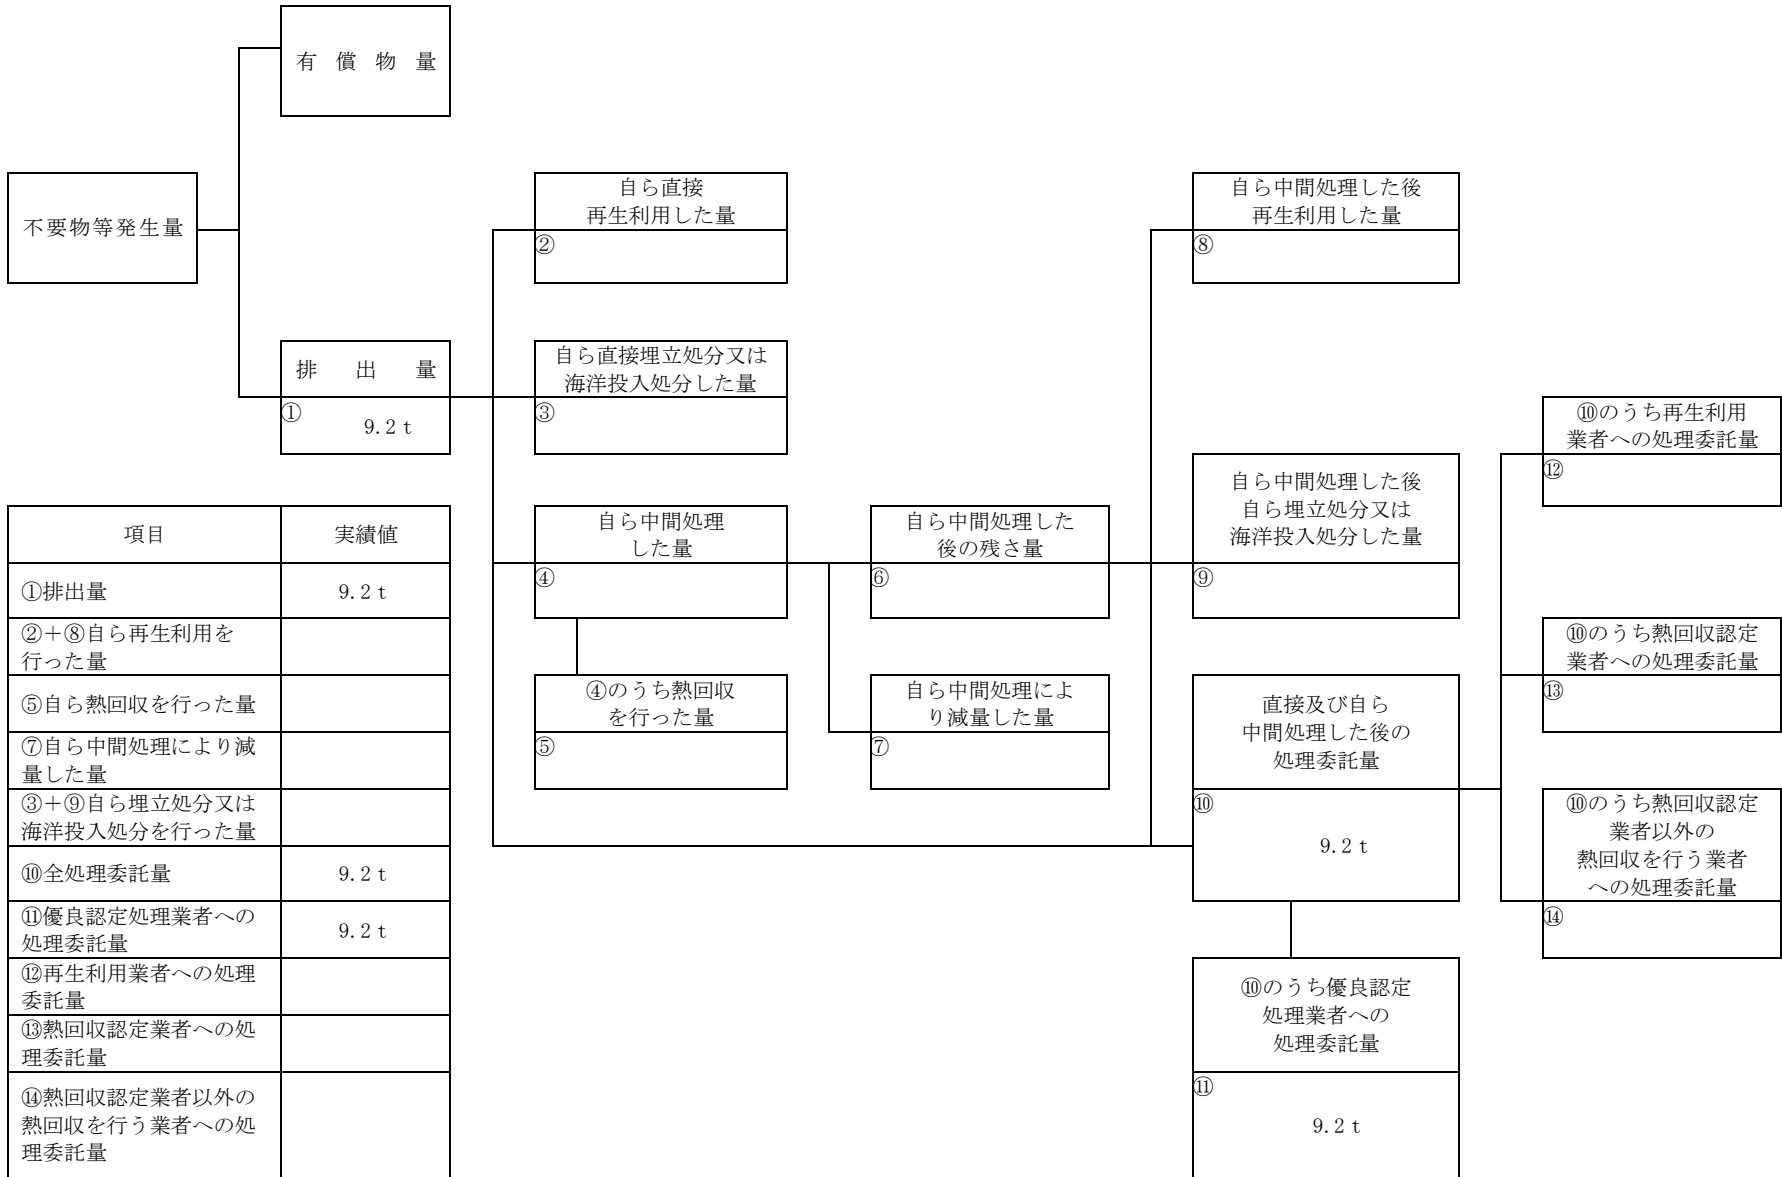 有　償　物　量
不要物等発生量
自ら直接
再生利用した量
②
自ら中間処理した後
再生利用した量
⑧
排　出　量
①
9.2 t
自ら直接埋立処分又は
海洋投入処分した量
③
⑩のうち再生利用
業者への処理委託量
⑫
自ら中間処理した後
自ら埋立処分又は
海洋投入処分した量
⑨
自ら中間処理
した量
④
自ら中間処理した
後の残さ量
⑥
⑩のうち熱回収認定
業者への処理委託量
⑬
④のうち熱回収
を行った量
⑤
自ら中間処理によ
り減量した量
⑦
直接及び自ら
中間処理した後の
処理委託量
⑩
9.2 t
⑩のうち熱回収認定
業者以外の
熱回収を行う業者
への処理委託量
⑭
⑩のうち優良認定
処理業者への
処理委託量
⑪
9.2 t
項目　実績値
①排出量　9.2 t
②＋⑧自ら再生利用を
行った量
⑤自ら熱回収を行った量
⑦自ら中間処理により減
量した量
③＋⑨自ら埋立処分又は
海洋投入処分を行った量
⑩全処理委託量　9.2 t
⑪優良認定処理業者への
処理委託量　9.2 t
⑫再生利用業者への処理
委託量
⑬熱回収認定業者への処
理委託量
⑭熱回収認定業者以外の
熱回収を行う業者への処
理委託量